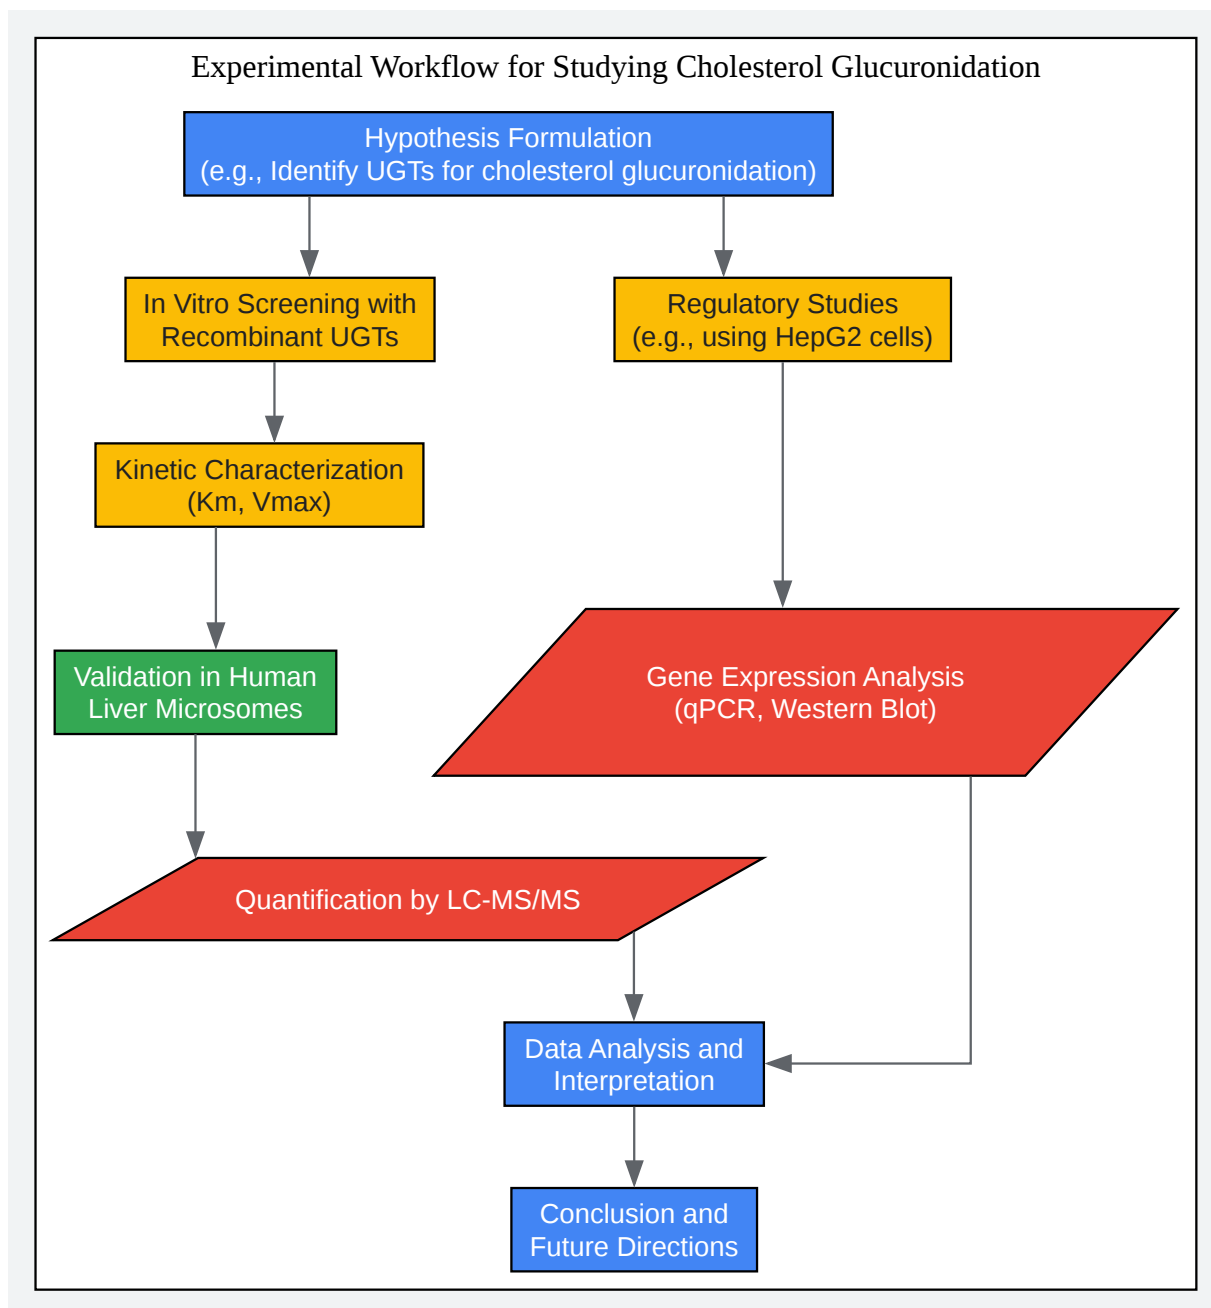 Experimental Workflow for Studying Cholesterol Glucuronidation
Hypothesis Formulation
(e.g., Identify UGTs for cholesterol glucuronidation)
In Vitro Screening with
Recombinant UGTs
Regulatory Studies
(e.g., using HepG2 cells)
Kinetic Characterization
(Km, Vmax)
Validation in Human
Liver Microsomes
Gene Expression Analysis
(qPCR, Western Blot)
Quantification by LC-MS/MS
Data Analysis and
Interpretation
Conclusion and
Future Directions